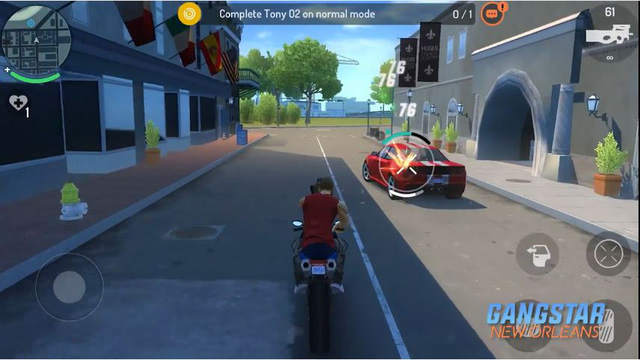 Complete Tony 02 on normal mode
0 / 1
61
∞
1
76
76
76
GANGSTAR
NEW ORLEANS